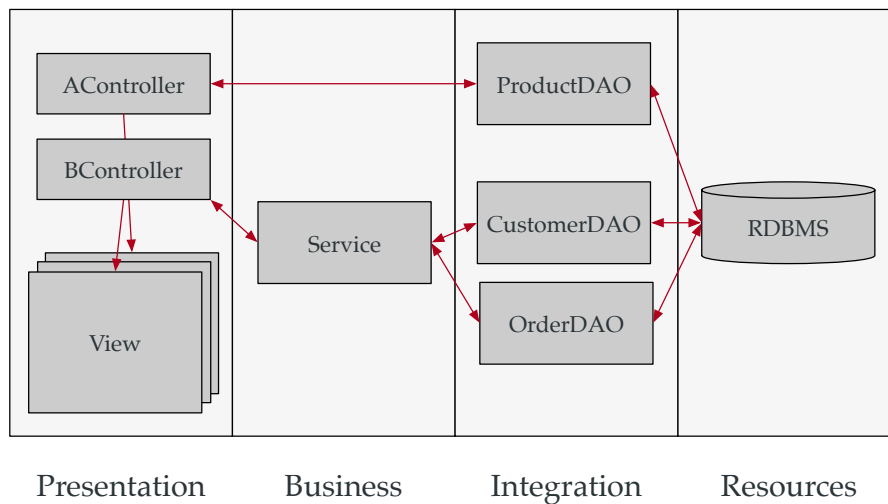 AController
ProductDAO
BController
CustomerDAO
RDBMS
Service
OrderDAO
View
Presentation
Business
Integration
Resources